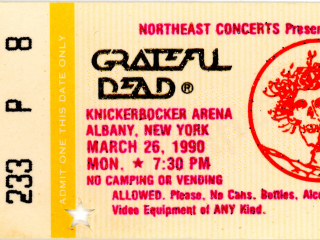 NORTHEAST CONCERTS Prese
GRATEFUL
DEAD ®
KNICKERBOCKER ARENA
ALBANY, NEW YORK
MARCH 26, 1990
MON. ★ 7:30 PM
NO CAMPING OR VENDING
ALLOWED. Please, No Cans, Bottles, Alco
Video Equipment of ANY Kind.
ADMIT ONE THIS DATE ONLY
233 P 8